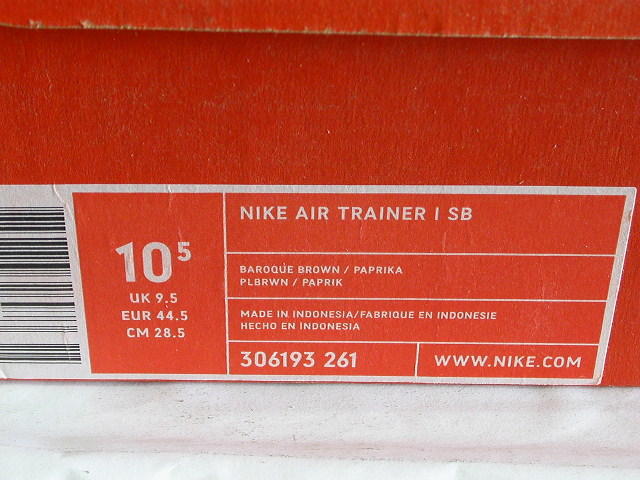 NIKE AIR TRAINER I SB
10⁵
UK 9.5
EUR 44.5
CM 28.5
BAROQUE BROWN / PAPRIKA
PLBRWN / PAPRIK
MADE IN INDONESIA/FABRIQUE EN INDONESIE
HECHO EN INDONESIA
306193 261
WWW.NIKE.COM